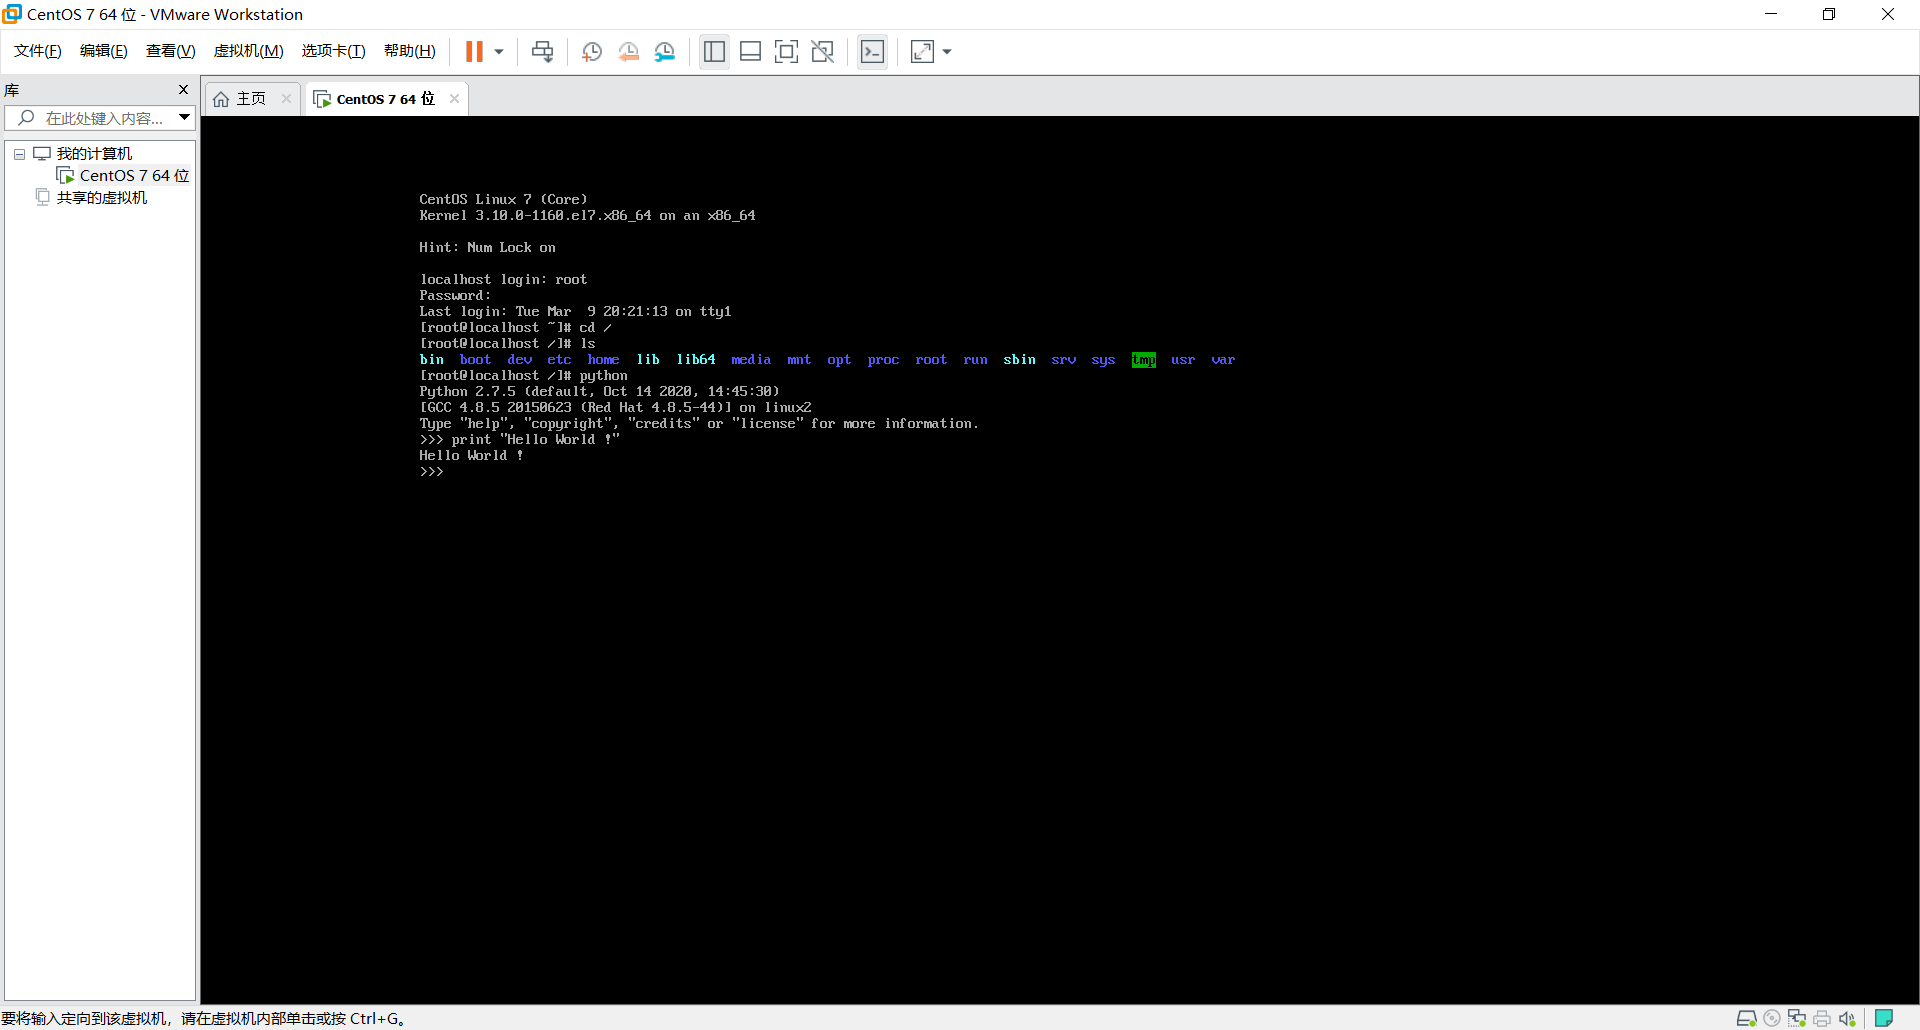 CentOS 7 64 位 - VMware Workstation
文件(F) 编辑(E) 查看(V) 虚拟机(M) 选项卡(T) 帮助(H)
库
在此处键入内容...
我的计算机
CentOS 7 64 位
共享的虚拟机
主页 CentOS 7 64 位
CentOS Linux 7 (Core)
Kernel 3.10.0-1160.el7.x86_64 on an x86_64
Hint: Num Lock on
localhost login: root
Password:
Last login: Tue Mar  9 20:21:13 on tty1
[root@localhost ~]# cd /
[root@localhost /]# ls
bin  boot  dev  etc  home  lib  lib64  media  mnt  opt  proc  root  run  sbin  srv  sys  tmp  usr  var
[root@localhost /]# python
Python 2.7.5 (default, Oct 14 2020, 14:45:30)
[GCC 4.8.5 20150623 (Red Hat 4.8.5-44)] on linux2
Type "help", "copyright", "credits" or "license" for more information.
>>> print "Hello World !"
Hello World !
>>>
要将输入定向到该虚拟机，请在虚拟机内部单击或按 Ctrl+G。